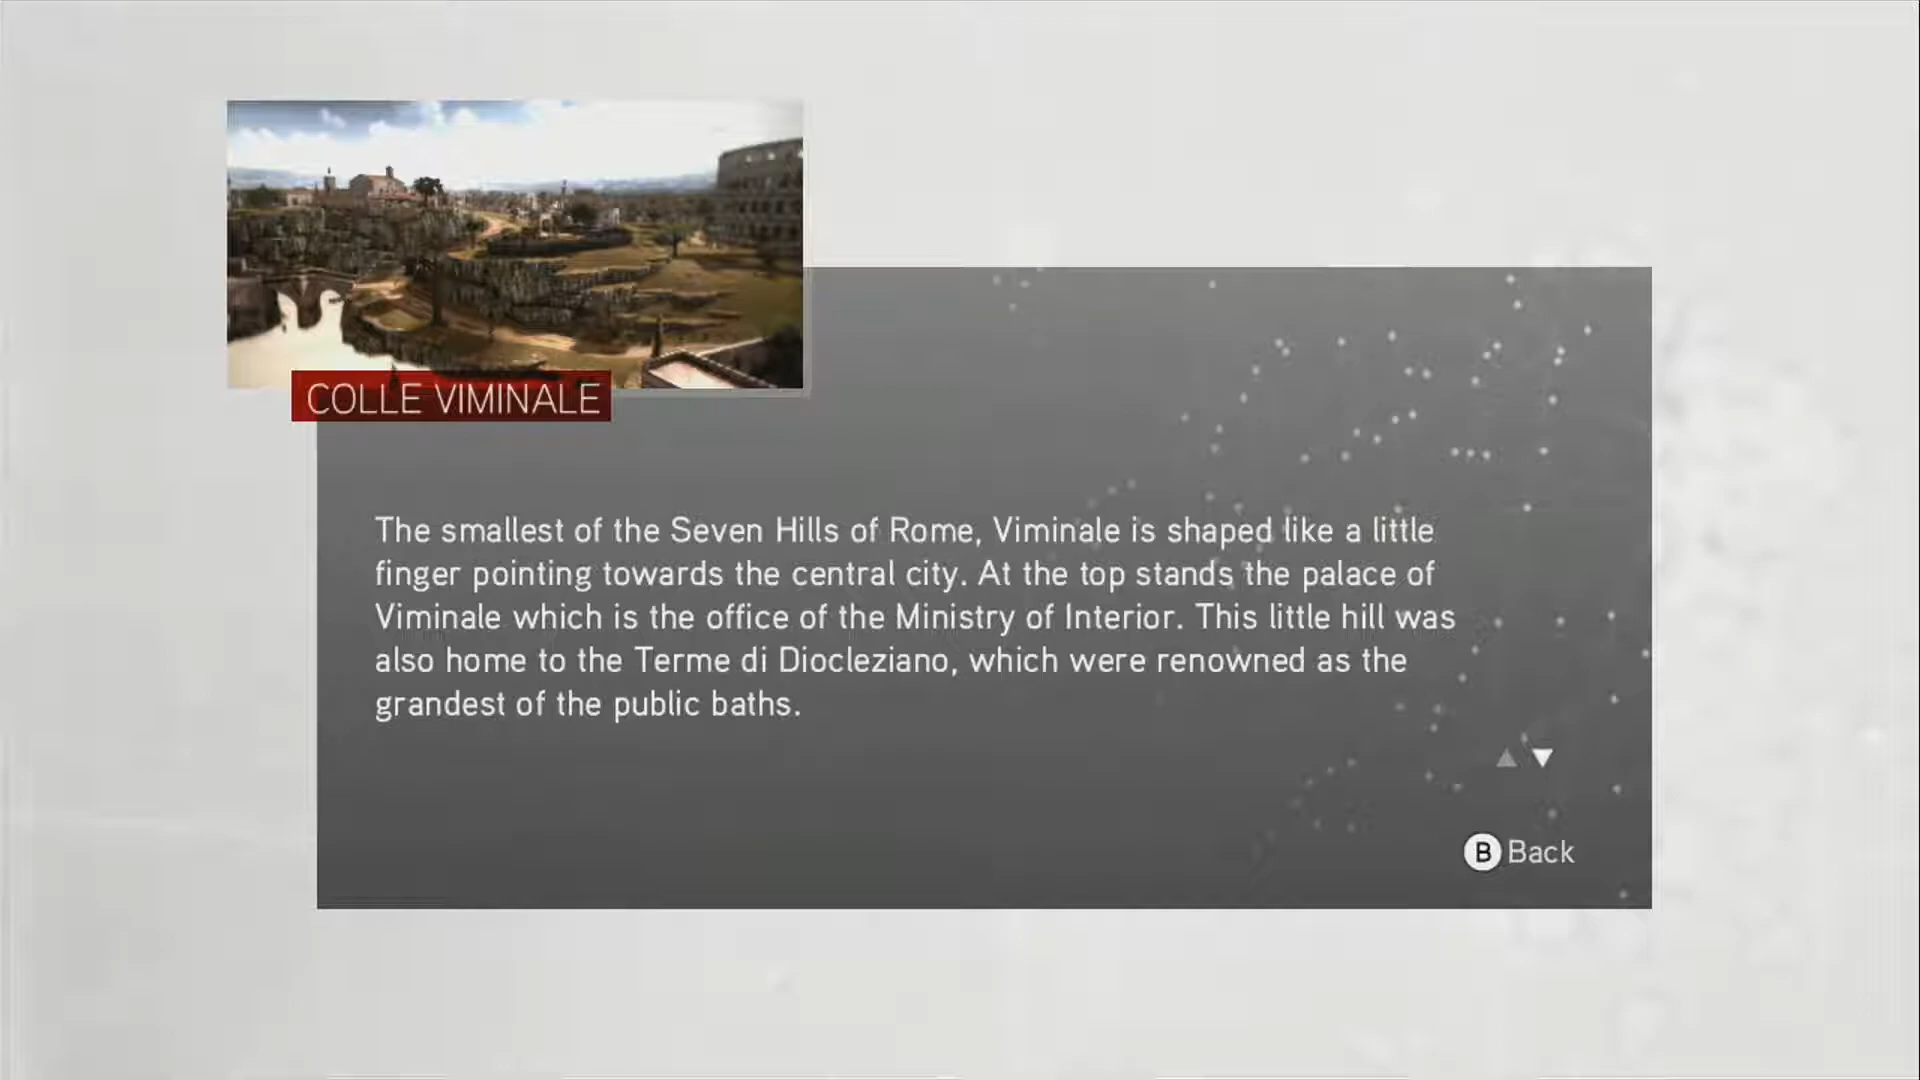 COLLE VIMINALE
The smallest of the Seven Hills of Rome, Viminale is shaped like a little
finger pointing towards the central city. At the top stands the palace of
Viminale which is the office of the Ministry of Interior. This little hill was
also home to the Terme di Diocleziano, which were renowned as the
grandest of the public baths.
B Back